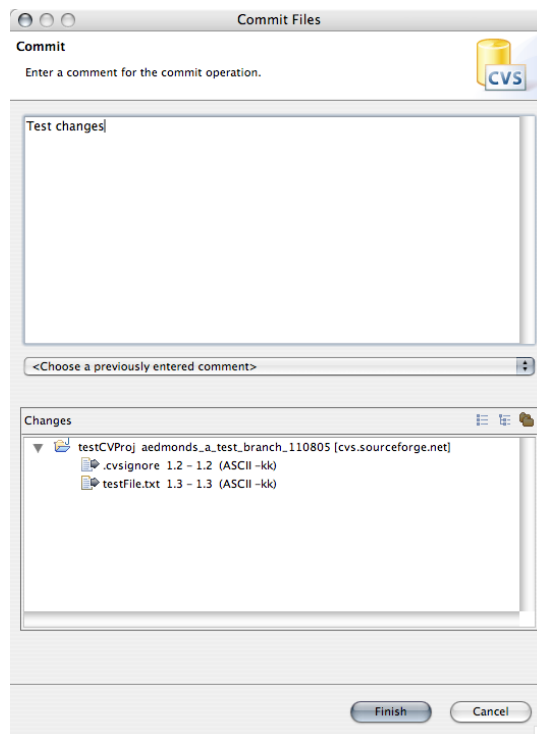 Commit Files
Commit
Enter a comment for the commit operation.
CVS
Test changes
<Choose a previously entered comment>
Changes
testCVProj aedmonds_a_test_branch_110805 [cvs.sourceforge.net]
.cvsignore 1.2 - 1.2 (ASCII -kk)
testFile.txt 1.3 - 1.3 (ASCII -kk)
Finish Cancel